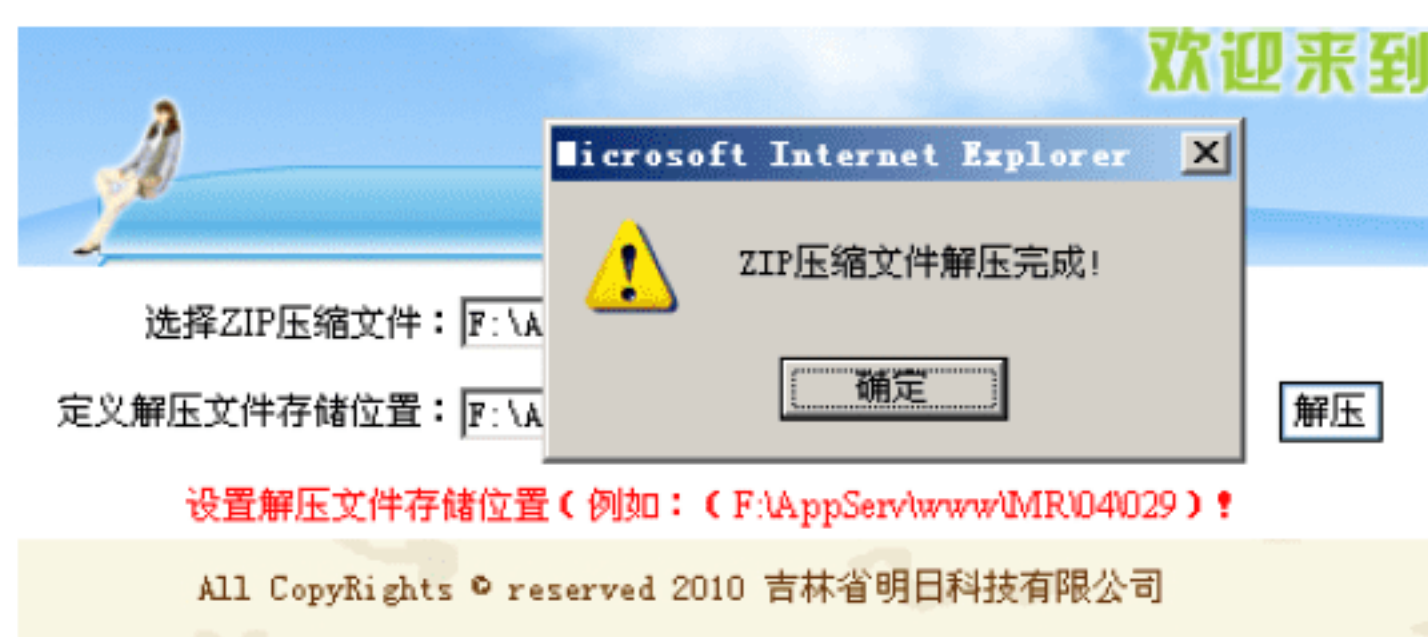 欢迎来到
Microsoft Internet Explorer
ZIP压缩文件解压完成!
选择ZIP压缩文件：F:\A
确定
定义解压文件存储位置：F:\A
解压
设置解压文件存储位置(例如：(F:\AppServ\www\MR\04\029)!
All CopyRights © reserved 2010 吉林省明日科技有限公司